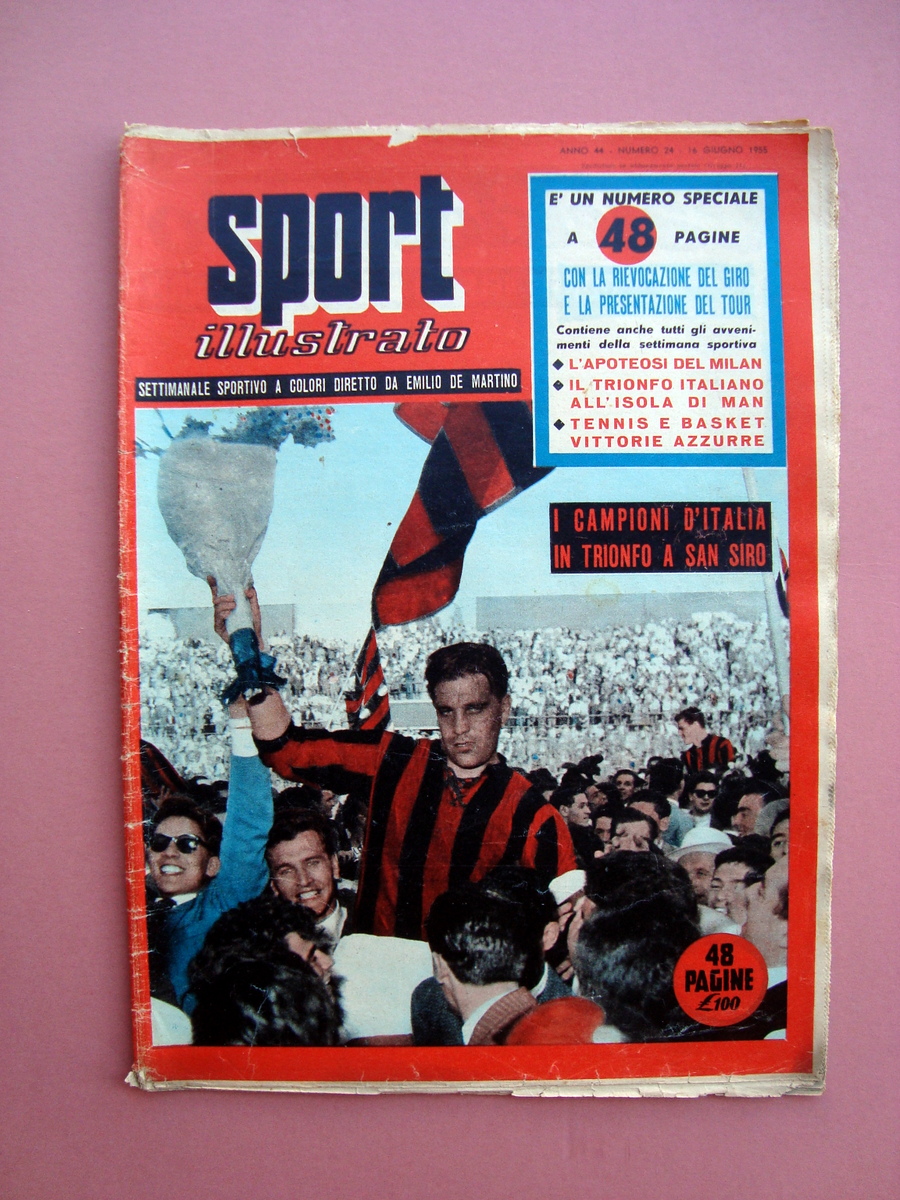 ANNO 44 - NUMERO 24 - 16 GIUGNO 1955
sport
illustrato
SETTIMANALE SPORTIVO A COLORI DIRETTO DA EMILIO DE MARTINO
E' UN NUMERO SPECIALE
A 48 PAGINE
CON LA RIEVOCAZIONE DEL GIRO
E LA PRESENTAZIONE DEL TOUR
Contiene anche tutti gli avveni-
menti della settimana sportiva
◆ L'APOTEOSI DEL MILAN
◆ IL TRIONFO ITALIANO
ALL'ISOLA DI MAN
◆ TENNIS E BASKET
VITTORIE AZZURRE
I CAMPIONI D'ITALIA
IN TRIONFO A SAN SIRO
48
PAGINE
£100